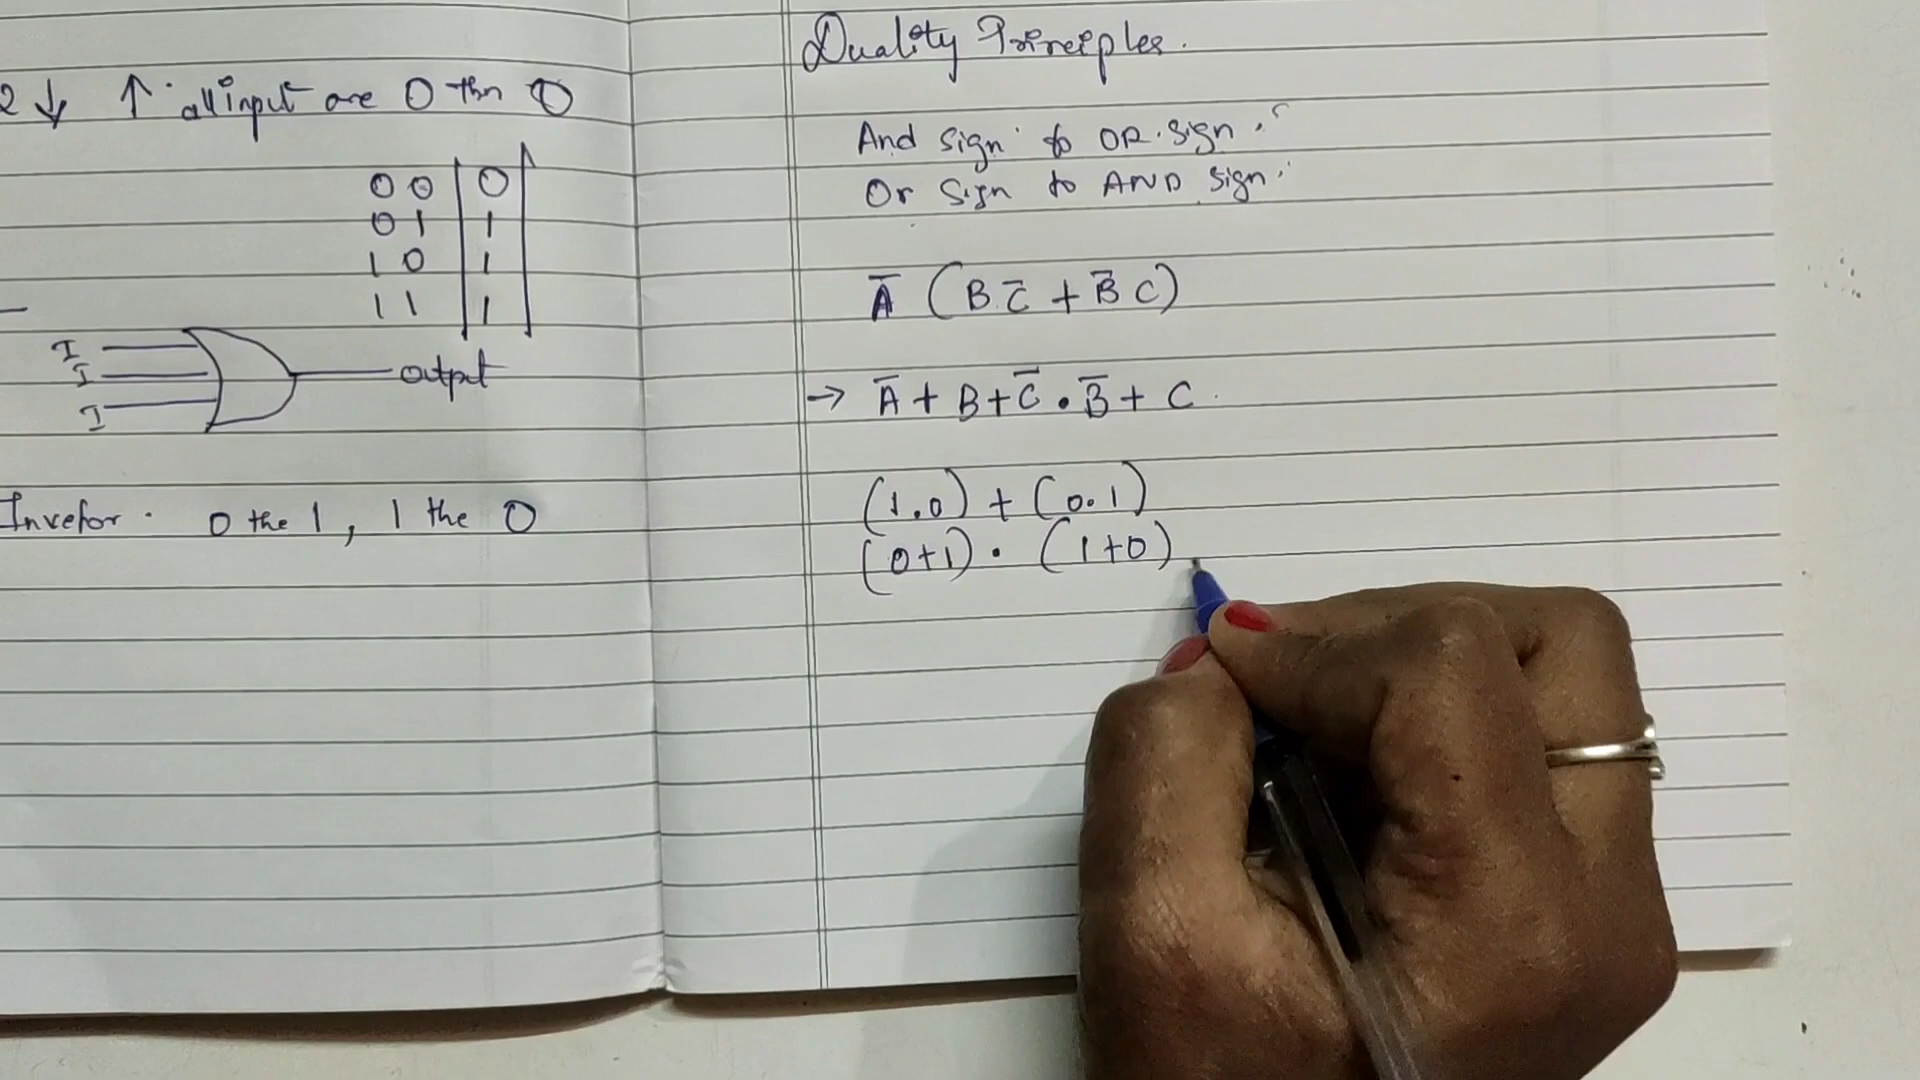 2 ↓ ↑ all input are 0 thn 0
0 0 | 0
0 1 | 1
1 0 | 1
1 1 | 1
I
I output
I
Invefor. 0 the 1, 1 the 0
Duality Principles.
And sign to OR sign.
Or Sign to AND sign.
A̅ (B.C̅ + B̅ C)
→ A̅ + B + C̅ • B̅ + C.
(1.0) + (0.1)
(0+1) • (1+0)